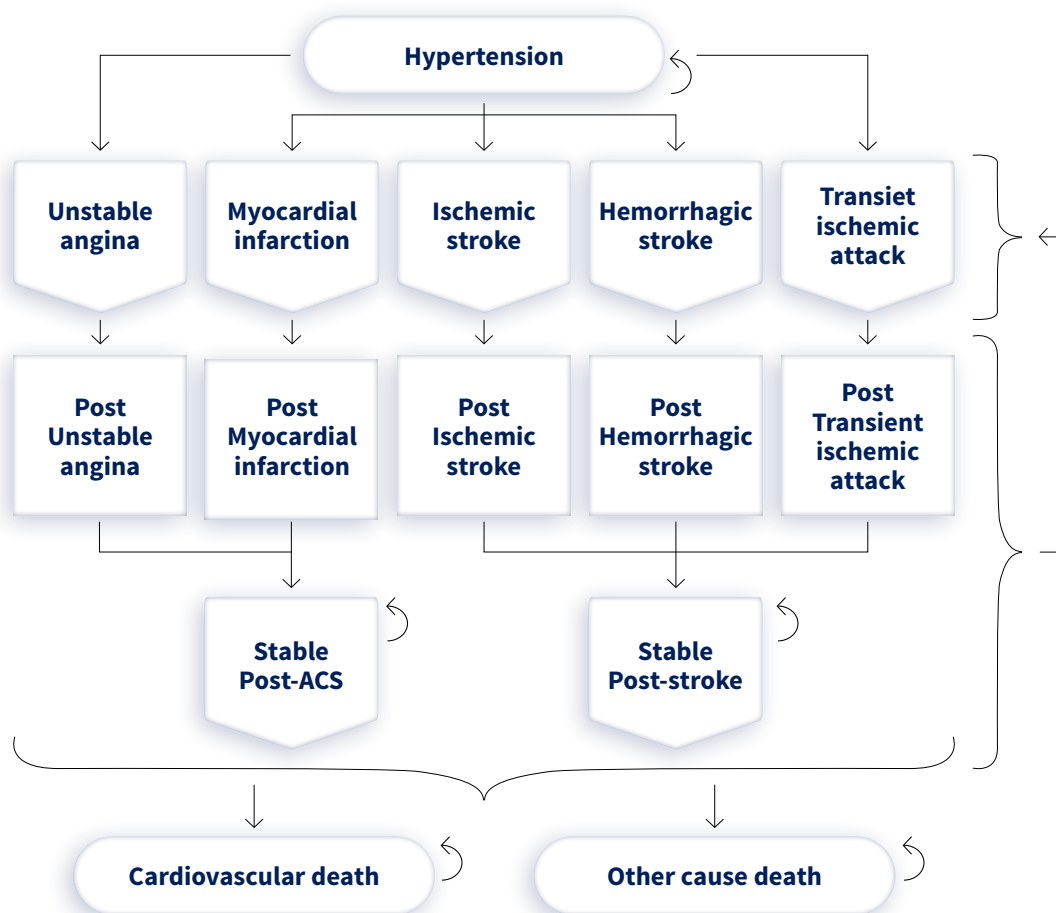 Hypertension
Unstable
angina
Myocardial
infarction
Ischemic
stroke
Hemorrhagic
stroke
Transiet
ischemic
attack
Post
Unstable
angina
Post
Myocardial
infarction
Post
Ischemic
stroke
Post
Hemorrhagic
stroke
Post
Transient
ischemic
attack
Stable
Post-ACS
Stable
Post-stroke
Cardiovascular death
Other cause death